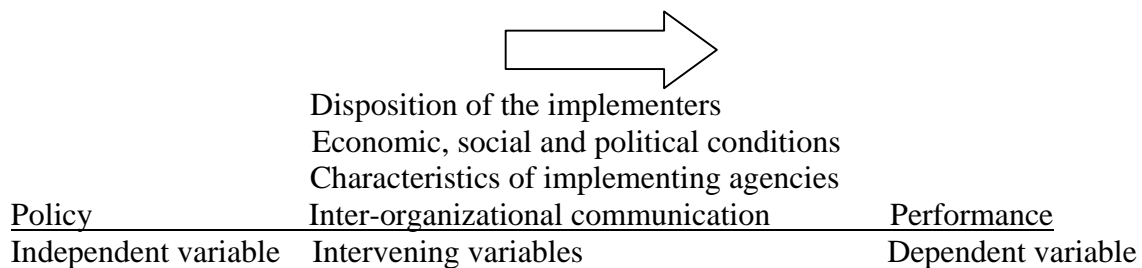 Disposition of the implementers
Economic, social and political conditions
Characteristics of implementing agencies
Policy Inter-organizational communication Performance
Independent variable Intervening variables Dependent variable